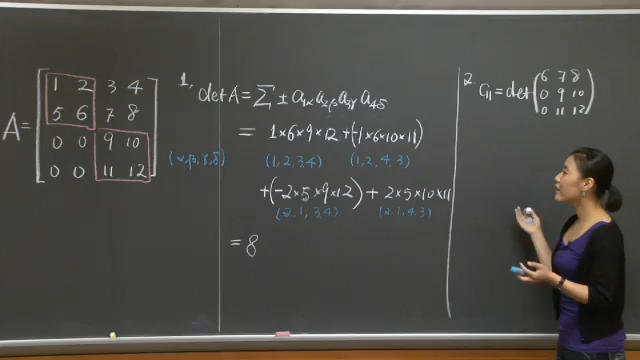 A = [1 2 3 4
5 6 7 8
0 0 9 10
0 0 11 12]
1. det A = Σ ± a₁α a₂β a₃γ a₄δ
= 1×6×9×12 + (-1×6×10×11)
(α,β,γ,δ) (1,2,3,4) (1,2,4,3)
+ (-2×5×9×12) + 2×5×10×11
(2,1,3,4) (2,1,4,3)
= 8
2. C₁₁ = det (6 7 8
0 9 10
0 11 12)